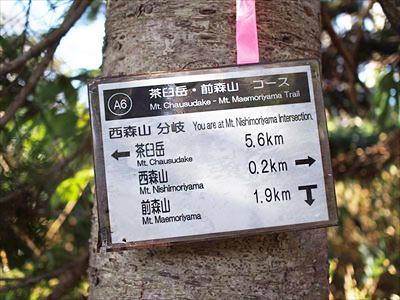 A6 茶臼岳・前森山 コース
Mt. Chausudake - Mt. Maemoriyama Trail
西森山 分岐 You are at Mt. Nishimoriyama Intersection.
← 茶臼岳 5.6km
Mt. Chausudake
西森山 0.2km →
Mt. Nishimoriyama
前森山 1.9km
Mt. Maemoriyama